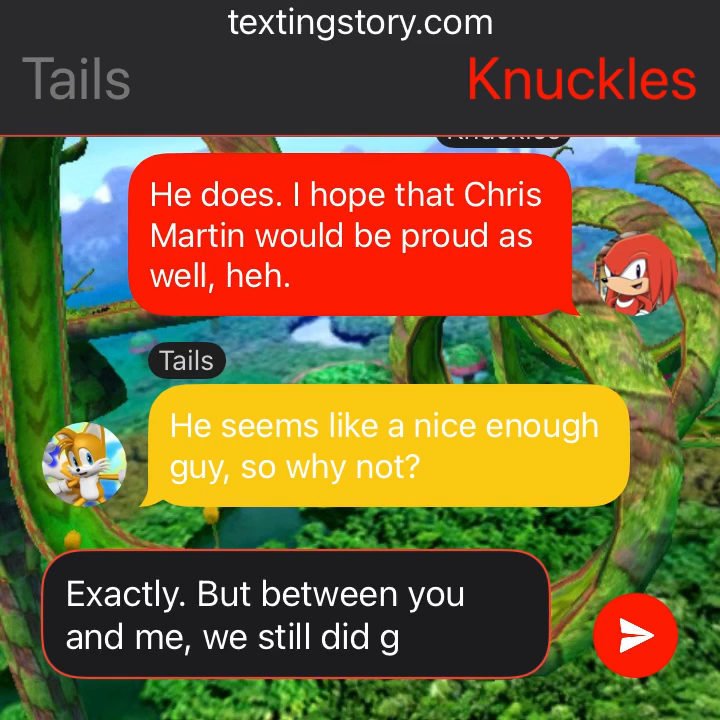 textingstory.com
Tails
Knuckles
Knuckles
He does. I hope that Chris
Martin would be proud as
well, heh.
Tails
He seems like a nice enough
guy, so why not?
Exactly. But between you
and me, we still did g